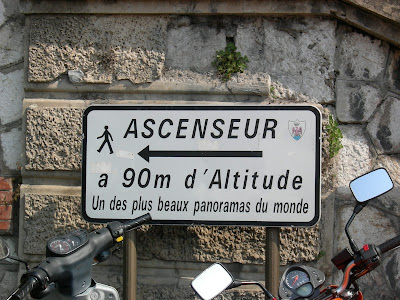 ASCENSEUR
a 90m d'Altitude
Un des plus beaux panoramas du monde